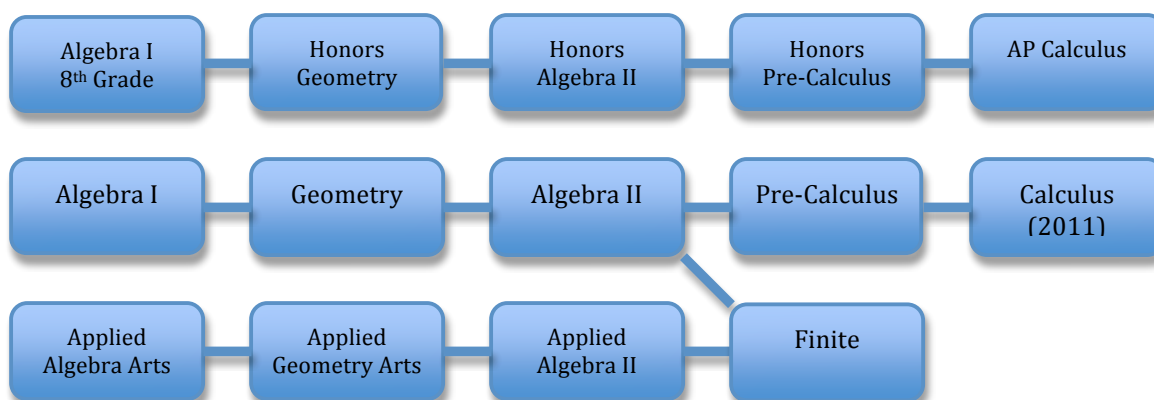 Algebra I
8th Grade
Honors
Geometry
Honors
Algebra II
Honors
Pre-Calculus
AP Calculus
Algebra I
Geometry
Algebra II
Pre-Calculus
Calculus
(2011)
Applied
Algebra Arts
Applied
Geometry Arts
Applied
Algebra II
Finite